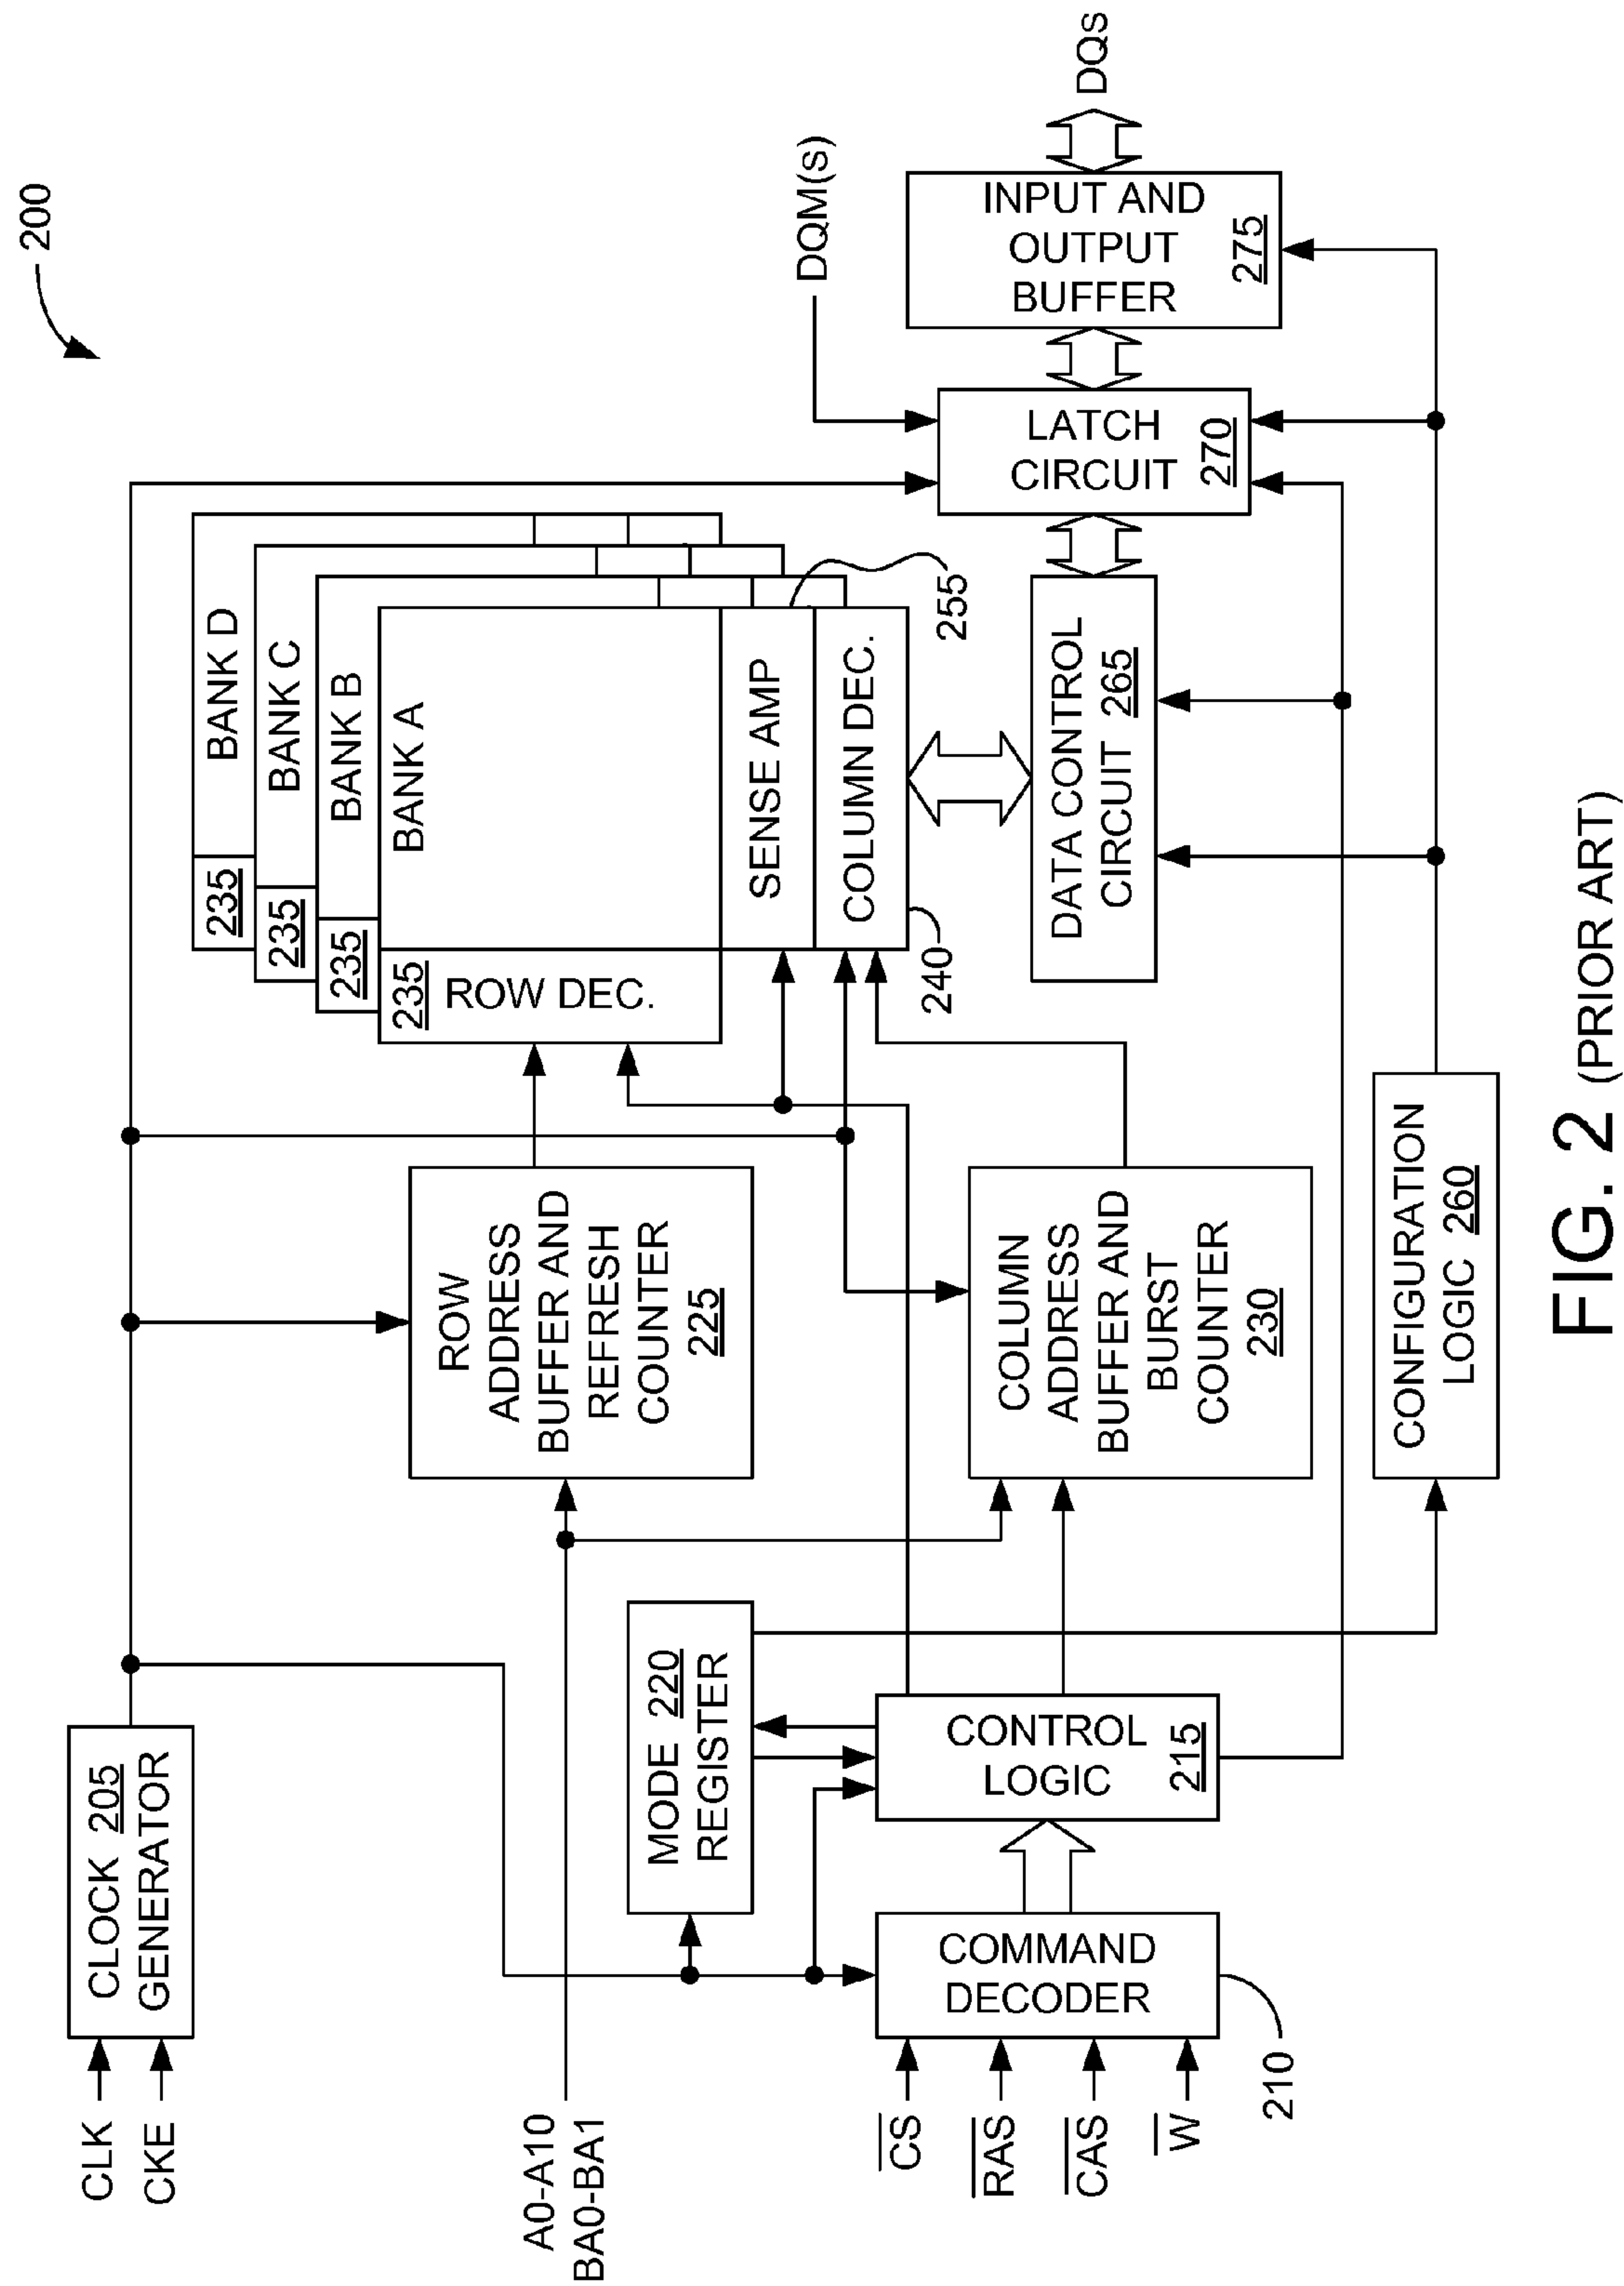 200
CLK
CKE
CLOCK 205
GENERATOR
A0-A10
BA0-BA1
CS
RAS
CAS
W
COMMAND
DECODER
210
MODE 220
REGISTER
CONTROL
LOGIC
215
ROW
ADDRESS
BUFFER AND
REFRESH
COUNTER
225
COLUMN
ADDRESS
BUFFER AND
BURST
COUNTER
230
CONFIGURATION
LOGIC 260
235
BANK D
235
BANK C
235
BANK B
235
ROW DEC.
BANK A
SENSE AMP
COLUMN DEC.
240
255
DATA CONTROL
CIRCUIT 265
LATCH
CIRCUIT
270
DQM(S)
INPUT AND
OUTPUT
BUFFER
275
DQS
FIG. 2 (PRIOR ART)